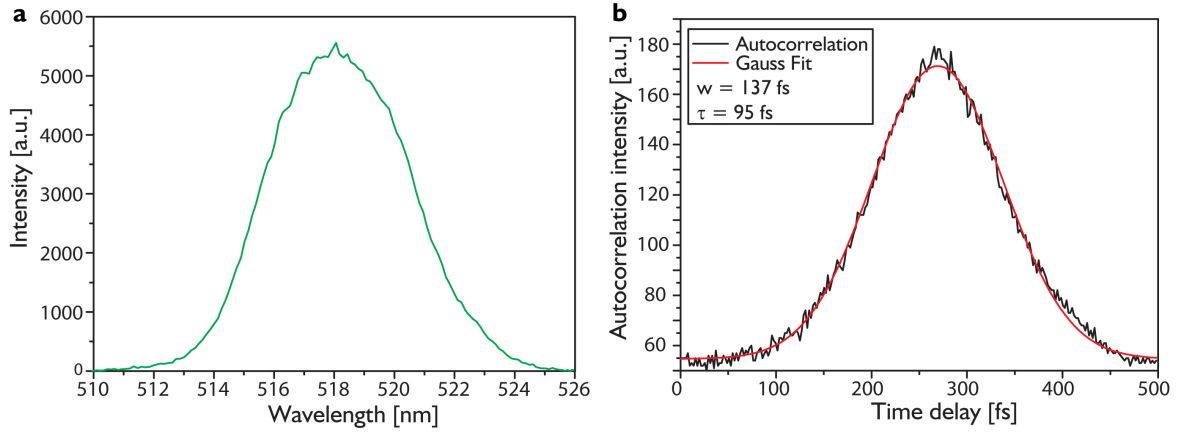 a
6000
5000
4000
3000
2000
1000
0
Intensity [a.u.]
510 512 514 516 518 520 522 524 526
Wavelength [nm]
b
180
160
140
120
100
80
60
Autocorrelation intensity [a.u.]
Autocorrelation
Gauss Fit
w = 137 fs
τ = 95 fs
0 100 200 300 400 500
Time delay [fs]